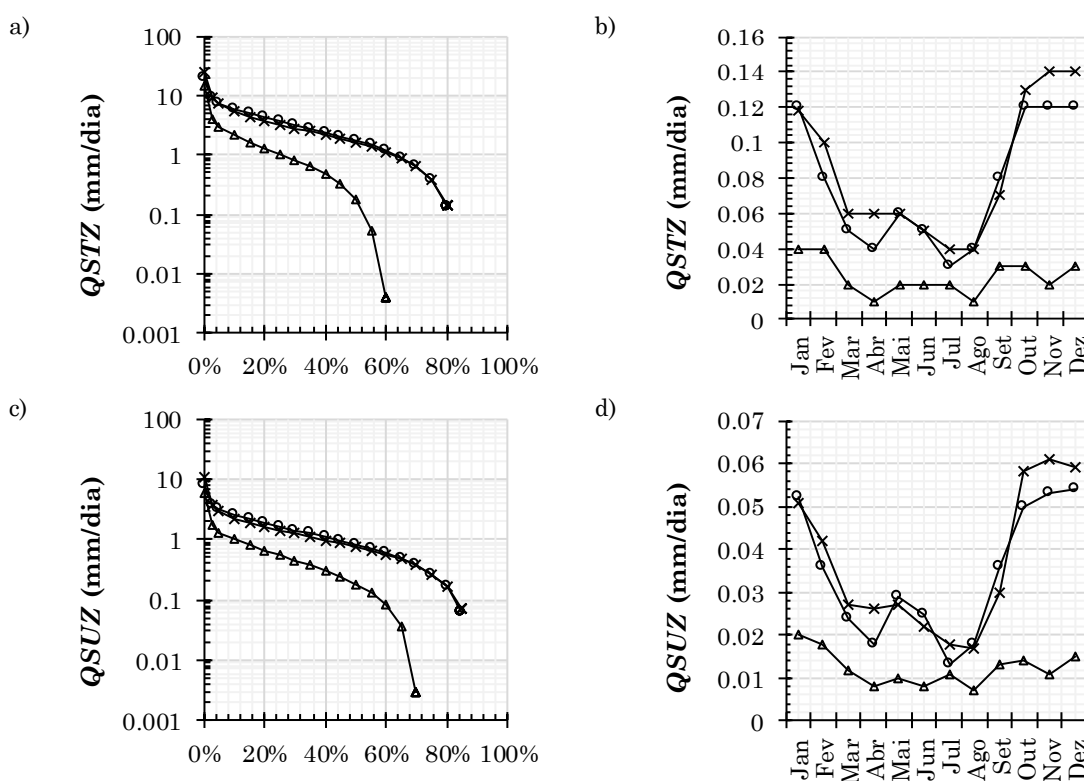 a)
QSTZ (mm/dia)
100
10
1
0.1
0.01
0.001
0% 20% 40% 60% 80% 100%
b)
QSTZ (mm/dia)
0.16
0.14
0.12
0.10
0.08
0.06
0.04
0.02
0
Jan Fev Mar Abr Mai Jun Jul Ago Set Out Nov Dez
c)
QSUZ (mm/dia)
100
10
1
0.1
0.01
0.001
0% 20% 40% 60% 80% 100%
d)
QSUZ (mm/dia)
0.07
0.06
0.05
0.04
0.03
0.02
0.01
0
Jan Fev Mar Abr Mai Jun Jul Ago Set Out Nov Dez